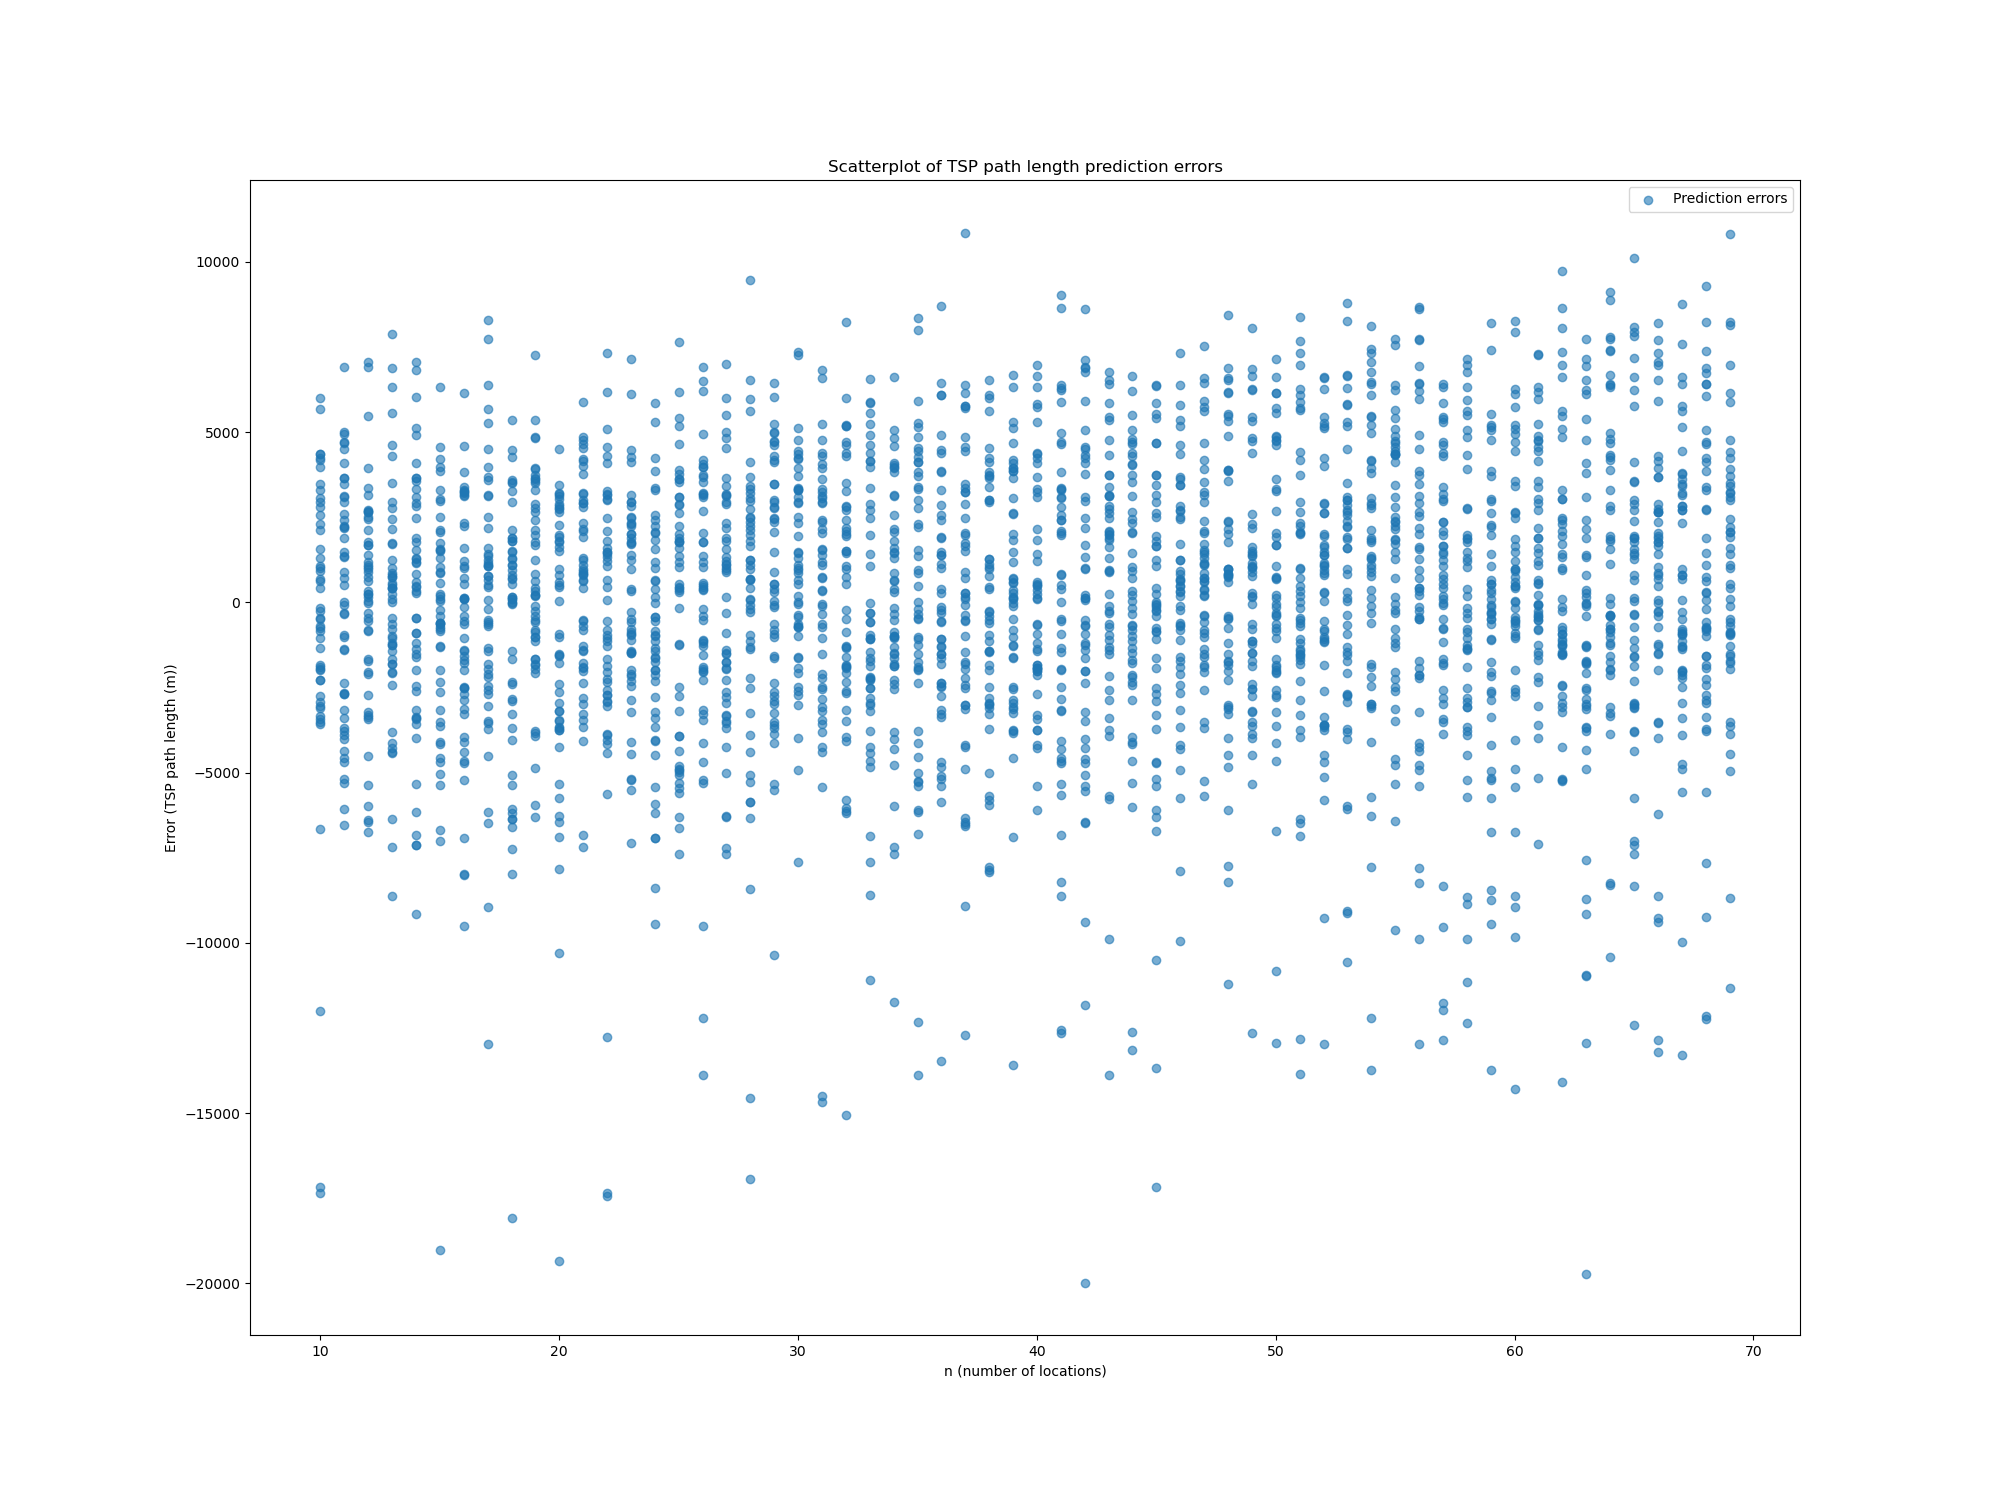 Scatterplot of TSP path length prediction errors
Prediction errors
10000
5000
0
−5000
−10000
−15000
−20000
Error (TSP path length (m))
10 20 30 40 50 60 70
n (number of locations)